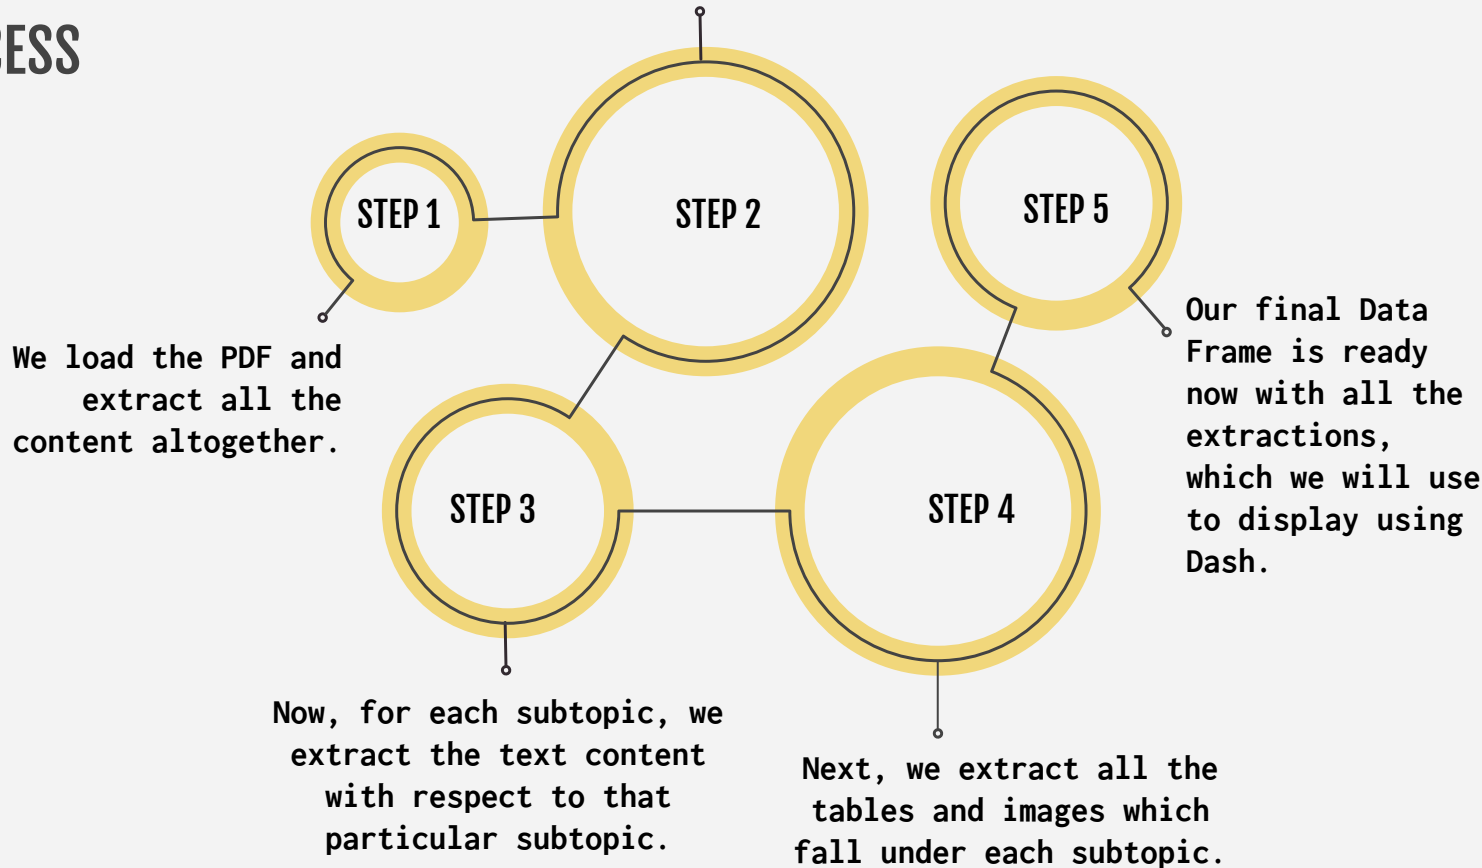 CESS
STEP 1
STEP 2
STEP 5
We load the PDF and
extract all the
content altogether.
Our final Data
Frame is ready
now with all the
extractions,
which we will use
to display using
Dash.
STEP 3
STEP 4
Now, for each subtopic, we
extract the text content
with respect to that
particular subtopic.
Next, we extract all the
tables and images which
fall under each subtopic.